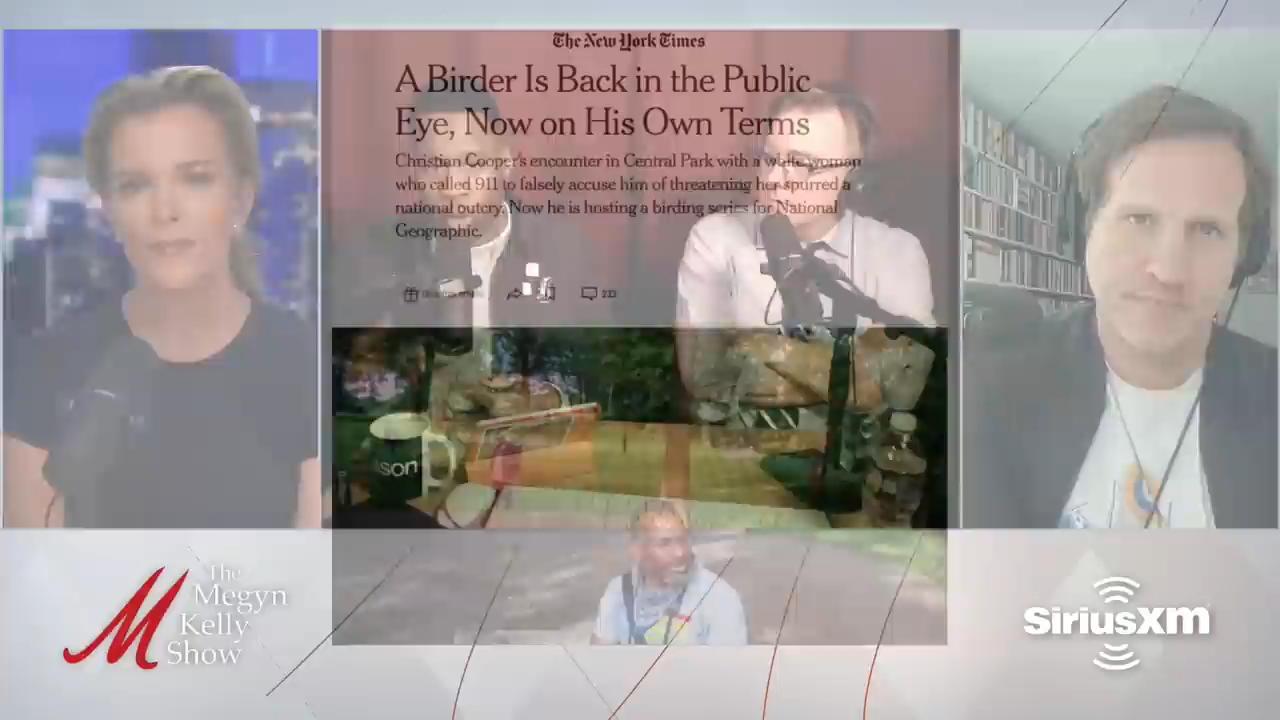 The New York Times
A Birder Is Back in the Public
Eye, Now on His Own Terms
Christian Cooper's encounter in Central Park with a white woman
who called 911 to falsely accuse him of threatening her spurred a
national outcry. Now he is hosting a birding series for National
Geographic.
233
son
The
Megyn
Kelly
Show
SiriusXM